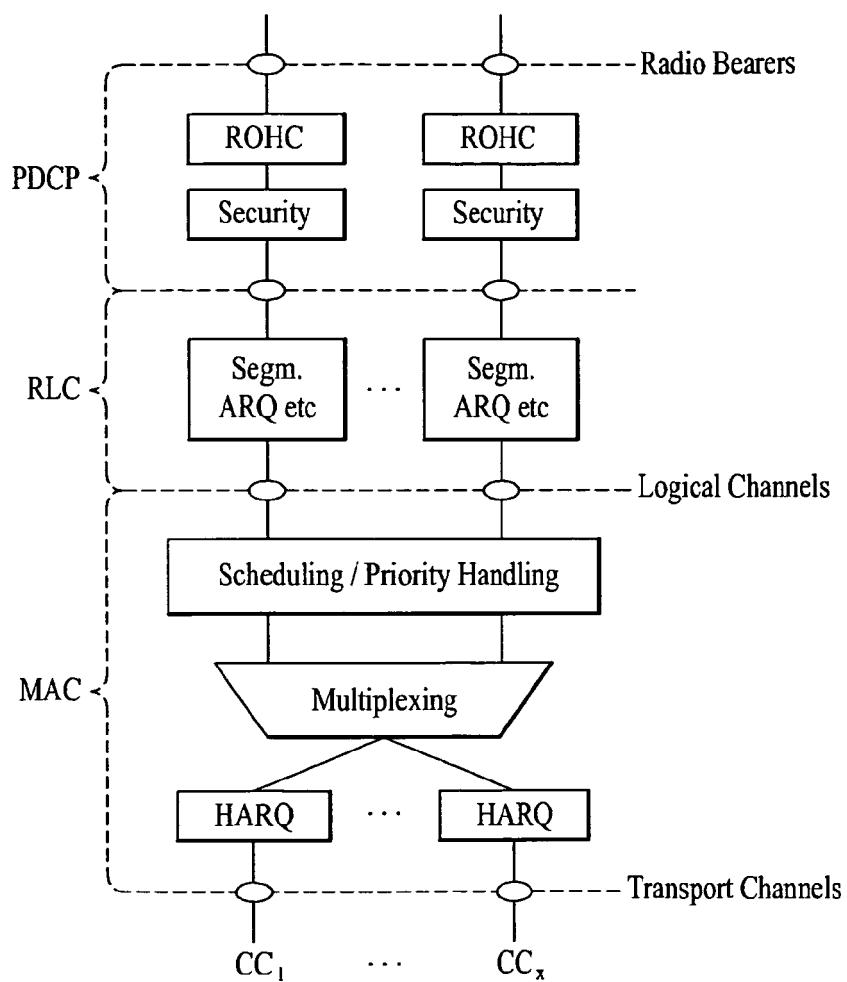 Radio Bearers
ROHC ROHC
PDCP
Security Security
Segm. ARQ etc ... Segm. ARQ etc
RLC
Logical Channels
Scheduling / Priority Handling
MAC
Multiplexing
HARQ ... HARQ
Transport Channels
CC1 ... CCx